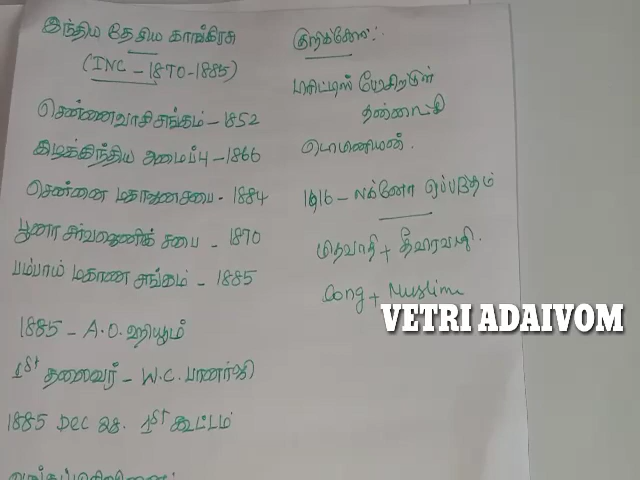 இந்திய தேசிய காங்கிரசு
(INC - 1870-1885)
சென்னைவாசி சங்கம் - 1852
கிழக்கிந்திய அமைப்பு - 1866
சென்னை மகாஜனசபை - 1884
பூனா சர்வஜனிக் சபை - 1870
பம்பாய் மகாண சங்கம் - 1885
1885 - A.O. ஹியூம்
1st தலைவர் - W.C. பானர்ஜி
1885 Dec 28. 1st கூட்டம்
குறிக்கோள்:
தன்னாட்சி
டொமினியன்.
1916 - லக்னோ ஒப்பந்தம்
மிதவாதி + தீவிரவாதி.
Cong + Muslim
VETRI ADAIVOM